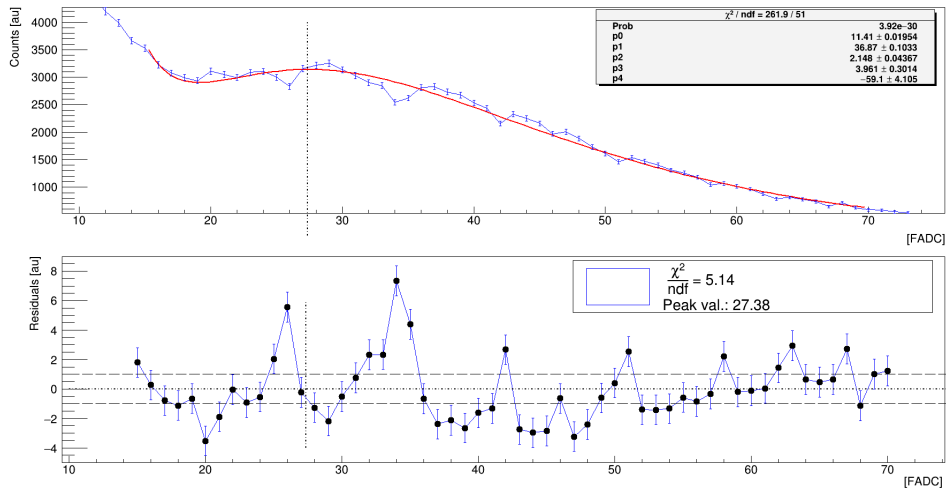 Counts [au]
4000
3500
3000
2500
2000
1500
1000
10 20 30 40 50 60 70
[FADC]
χ² / ndf = 261.9 / 51
Prob 3.92e−30
p0 11.41 ± 0.01954
p1 36.87 ± 0.1033
p2 2.148 ± 0.04367
p3 3.961 ± 0.3014
p4 −59.1 ± 4.105
Residuals [au]
8
6
4
2
0
−2
−4
10 20 30 40 50 60 70
[FADC]
χ²/ndf = 5.14
Peak val.: 27.38